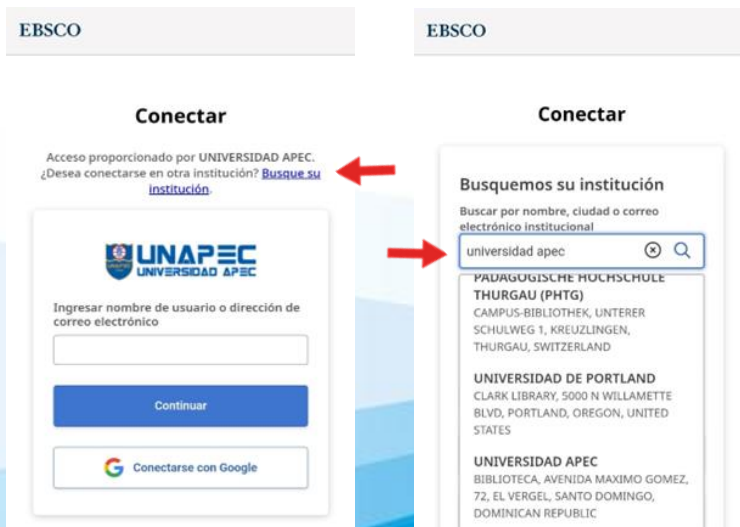 EBSCO
Conectar
Acceso proporcionado por UNIVERSIDAD APEC.
¿Desea conectarse en otra institución? Busque su
institución.
UNAPEC
UNIVERSIDAD APEC
Ingresar nombre de usuario o dirección de
correo electrónico
Continuar
Conectarse con Google
EBSCO
Conectar
Busquemos su institución
Buscar por nombre, ciudad o correo
electrónico institucional
universidad apec
PÄDAGOGISCHE HOCHSCHULE
THURGAU (PHTG)
CAMPUS-BIBLIOTHEK, UNTERER
SCHULWEG 1, KREUZLINGEN,
THURGAU, SWITZERLAND
UNIVERSIDAD DE PORTLAND
CLARK LIBRARY, 5000 N WILLAMETTE
BLVD, PORTLAND, OREGON, UNITED
STATES
UNIVERSIDAD APEC
BIBLIOTECA, AVENIDA MAXIMO GOMEZ,
72, EL VERGEL, SANTO DOMINGO,
DOMINICAN REPUBLIC